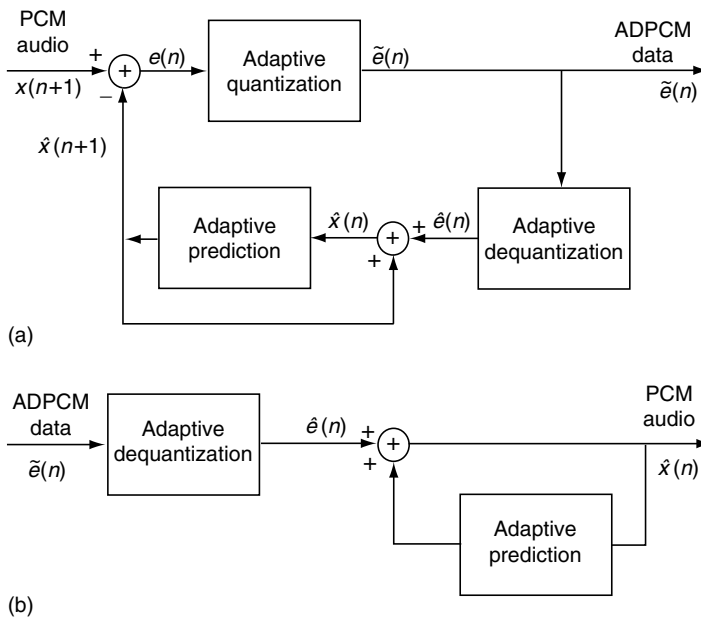 PCM
audio
x(n+1)
+
−
+
e(n)
Adaptive
quantization
ẽ(n)
ADPCM
data
ẽ(n)
x̂(n+1)
Adaptive
prediction
x̂(n)
+
+
+
ê(n)
Adaptive
dequantization
(a)
ADPCM
data
ẽ(n)
Adaptive
dequantization
ê(n)
+
+
+
PCM
audio
x̂(n)
Adaptive
prediction
(b)